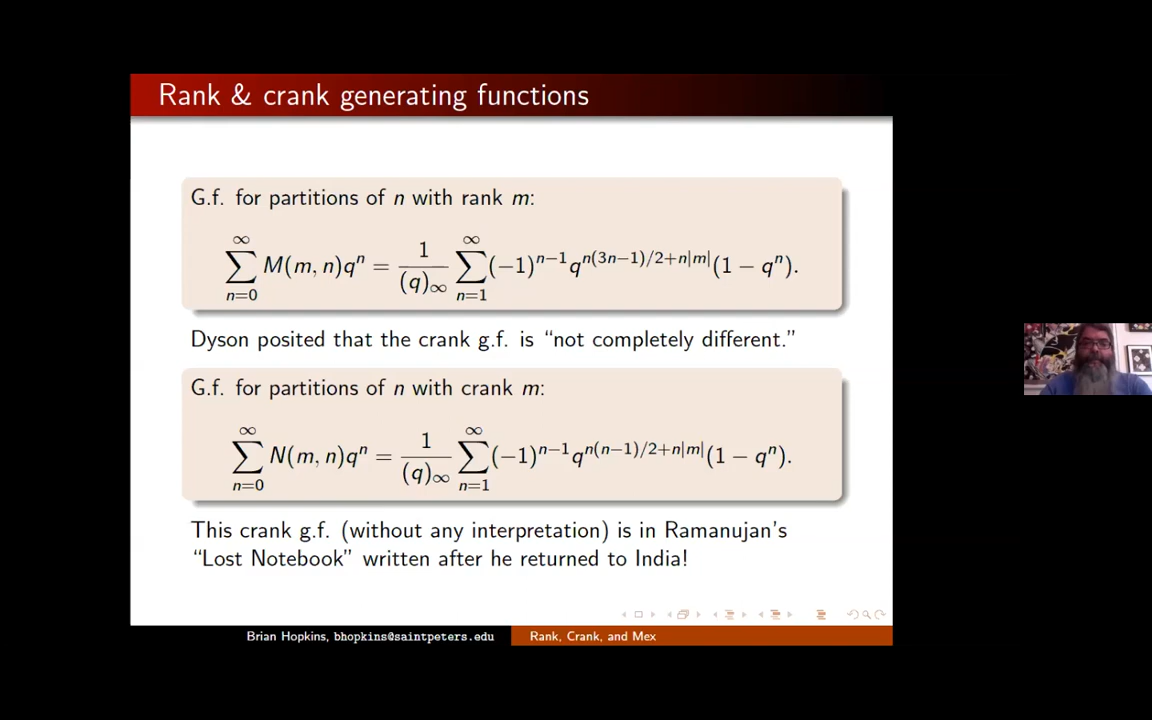 Rank & crank generating functions
G.f. for partitions of n with rank m:
∑_{n=0}^{∞} M(m, n)q^n = 1/(q)_∞ ∑_{n=1}^{∞} (−1)^{n−1} q^{n(3n−1)/2+n|m|}(1 − q^n).
Dyson posited that the crank g.f. is “not completely different.”
G.f. for partitions of n with crank m:
∑_{n=0}^{∞} N(m, n)q^n = 1/(q)_∞ ∑_{n=1}^{∞} (−1)^{n−1} q^{n(n−1)/2+n|m|}(1 − q^n).
This crank g.f. (without any interpretation) is in Ramanujan’s
“Lost Notebook” written after he returned to India!
Brian Hopkins, bhopkins@saintpeters.edu Rank, Crank, and Mex